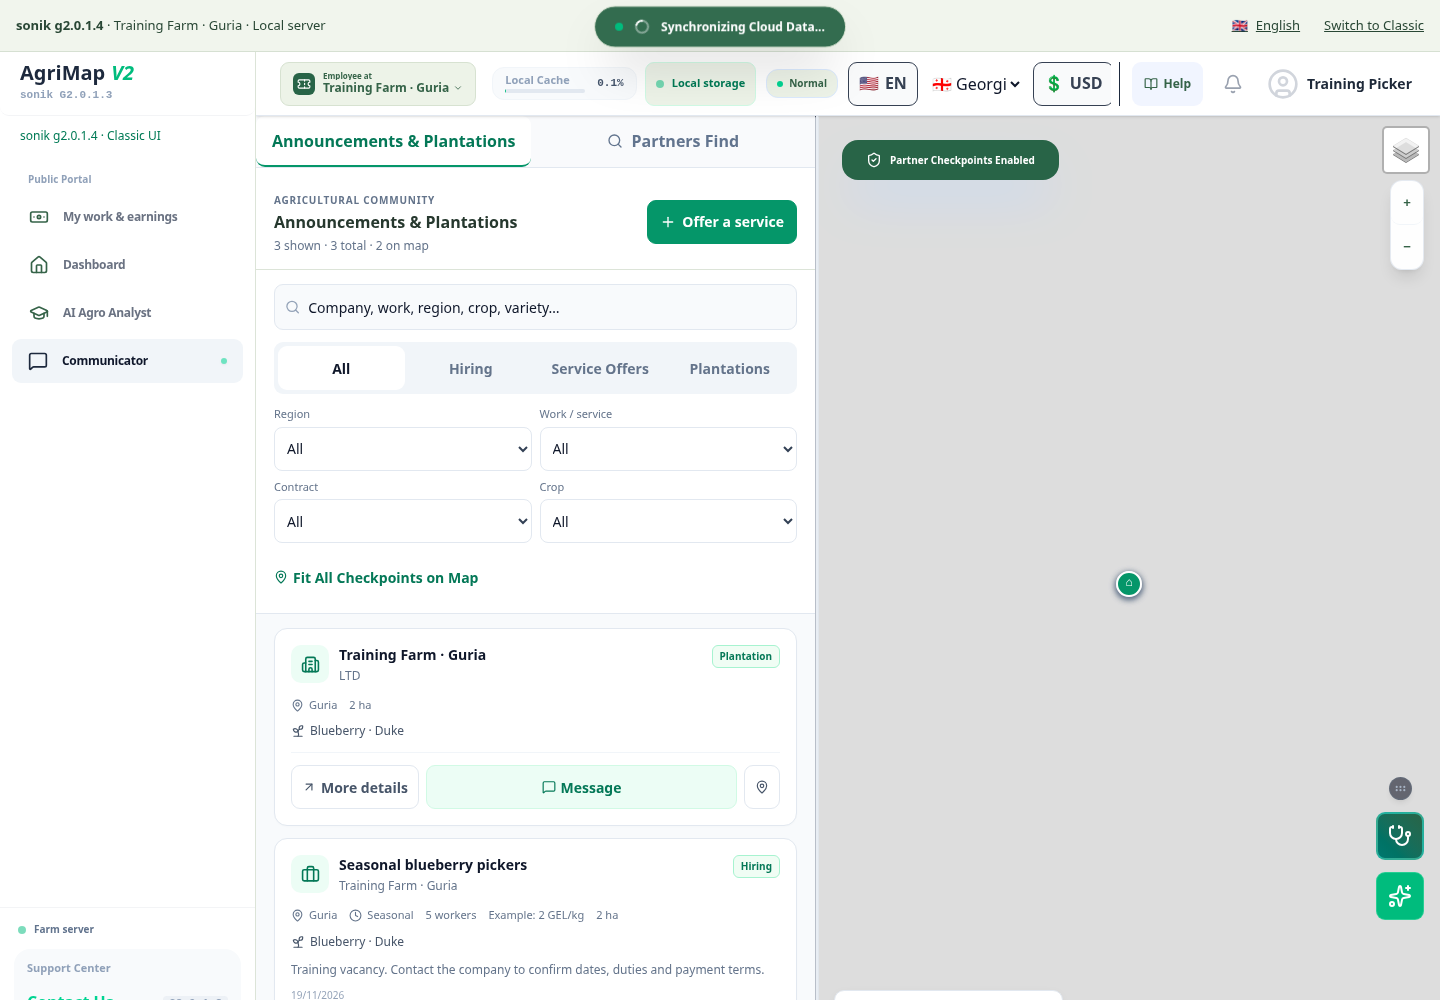 sonik g2.0.1.4 · Training Farm · Guria · Local server
Synchronizing Cloud Data...
🇬🇧 English
Switch to Classic
AgriMap V2
sonik G2.0.1.3
Employee at
Training Farm · Guria
Local Cache
0.1%
Local storage
Normal
🇺🇸 EN
🇬🇪 Georgi
💲 USD
Help
Training Picker
sonik g2.0.1.4 · Classic UI
Public Portal
My work & earnings
Dashboard
AI Agro Analyst
Communicator
Farm server
Support Center
Announcements & Plantations
Partners Find
AGRICULTURAL COMMUNITY
Announcements & Plantations
3 shown · 3 total · 2 on map
+ Offer a service
Company, work, region, crop, variety...
All
Hiring
Service Offers
Plantations
Region
Work / service
All
All
Contract
Crop
All
All
Fit All Checkpoints on Map
Training Farm · Guria
LTD
Plantation
Guria 2 ha
Blueberry · Duke
More details
Message
Seasonal blueberry pickers
Training Farm · Guria
Hiring
Guria Seasonal 5 workers Example: 2 GEL/kg 2 ha
Blueberry · Duke
Training vacancy. Contact the company to confirm dates, duties and payment terms.
19/11/2026
Partner Checkpoints Enabled
+
−